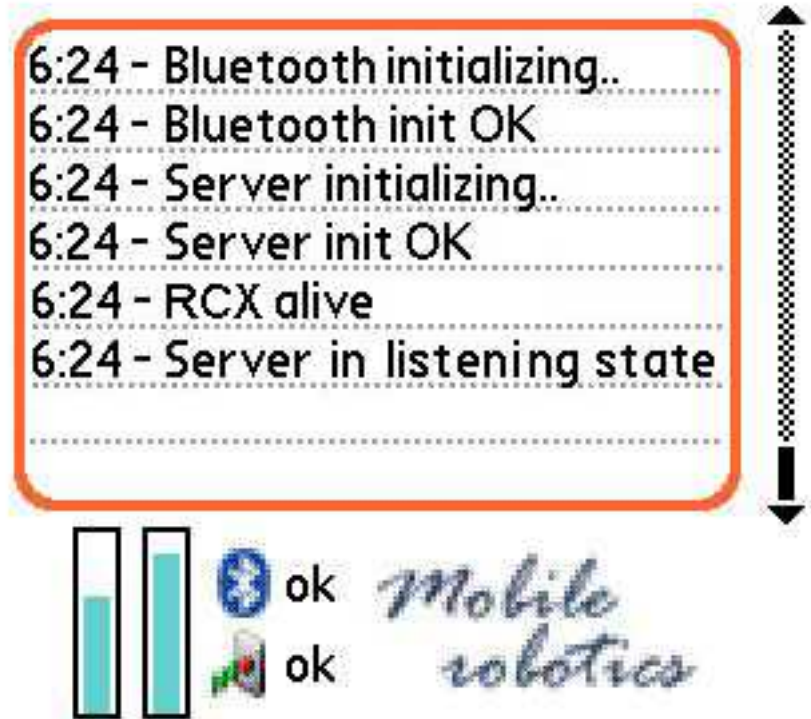 6:24 - Bluetooth initializing..
6:24 - Bluetooth init OK
6:24 - Server initializing..
6:24 - Server init OK
6:24 - RCX alive
6:24 - Server in listening state
ok
ok
Mobile
robotics